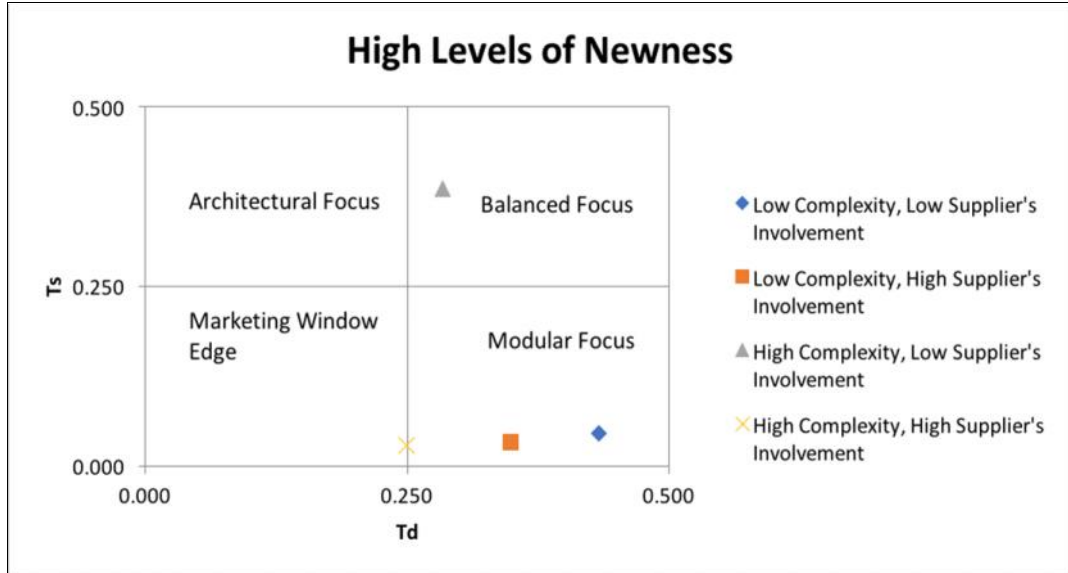 High Levels of Newness
0.500
Architectural Focus
Balanced Focus
Ts
0.250
Marketing Window
Edge
Modular Focus
0.000
0.000
0.250
0.500
Td
Low Complexity, Low Supplier's
Involvement
Low Complexity, High Supplier's
Involvement
High Complexity, Low Supplier's
Involvement
High Complexity, High Supplier's
Involvement